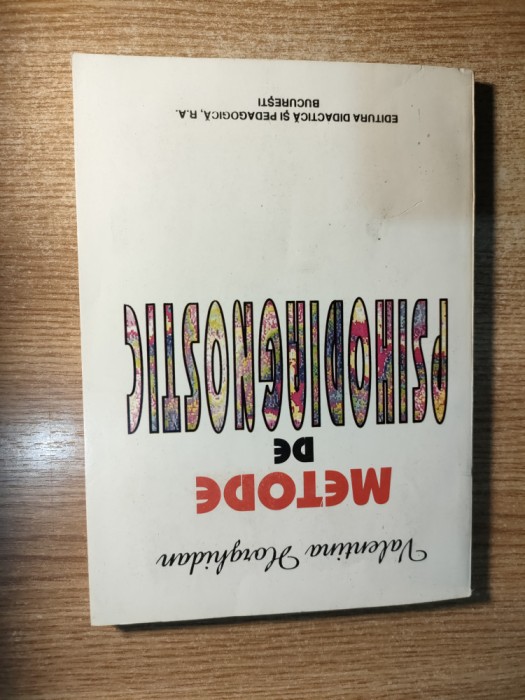 Valentina Horghidan
METODE
DE
PSIHODIAGNOSTIC
EDITURA DIDACTICĂ ȘI PEDAGOGICĂ, R.A.
BUCUREȘTI